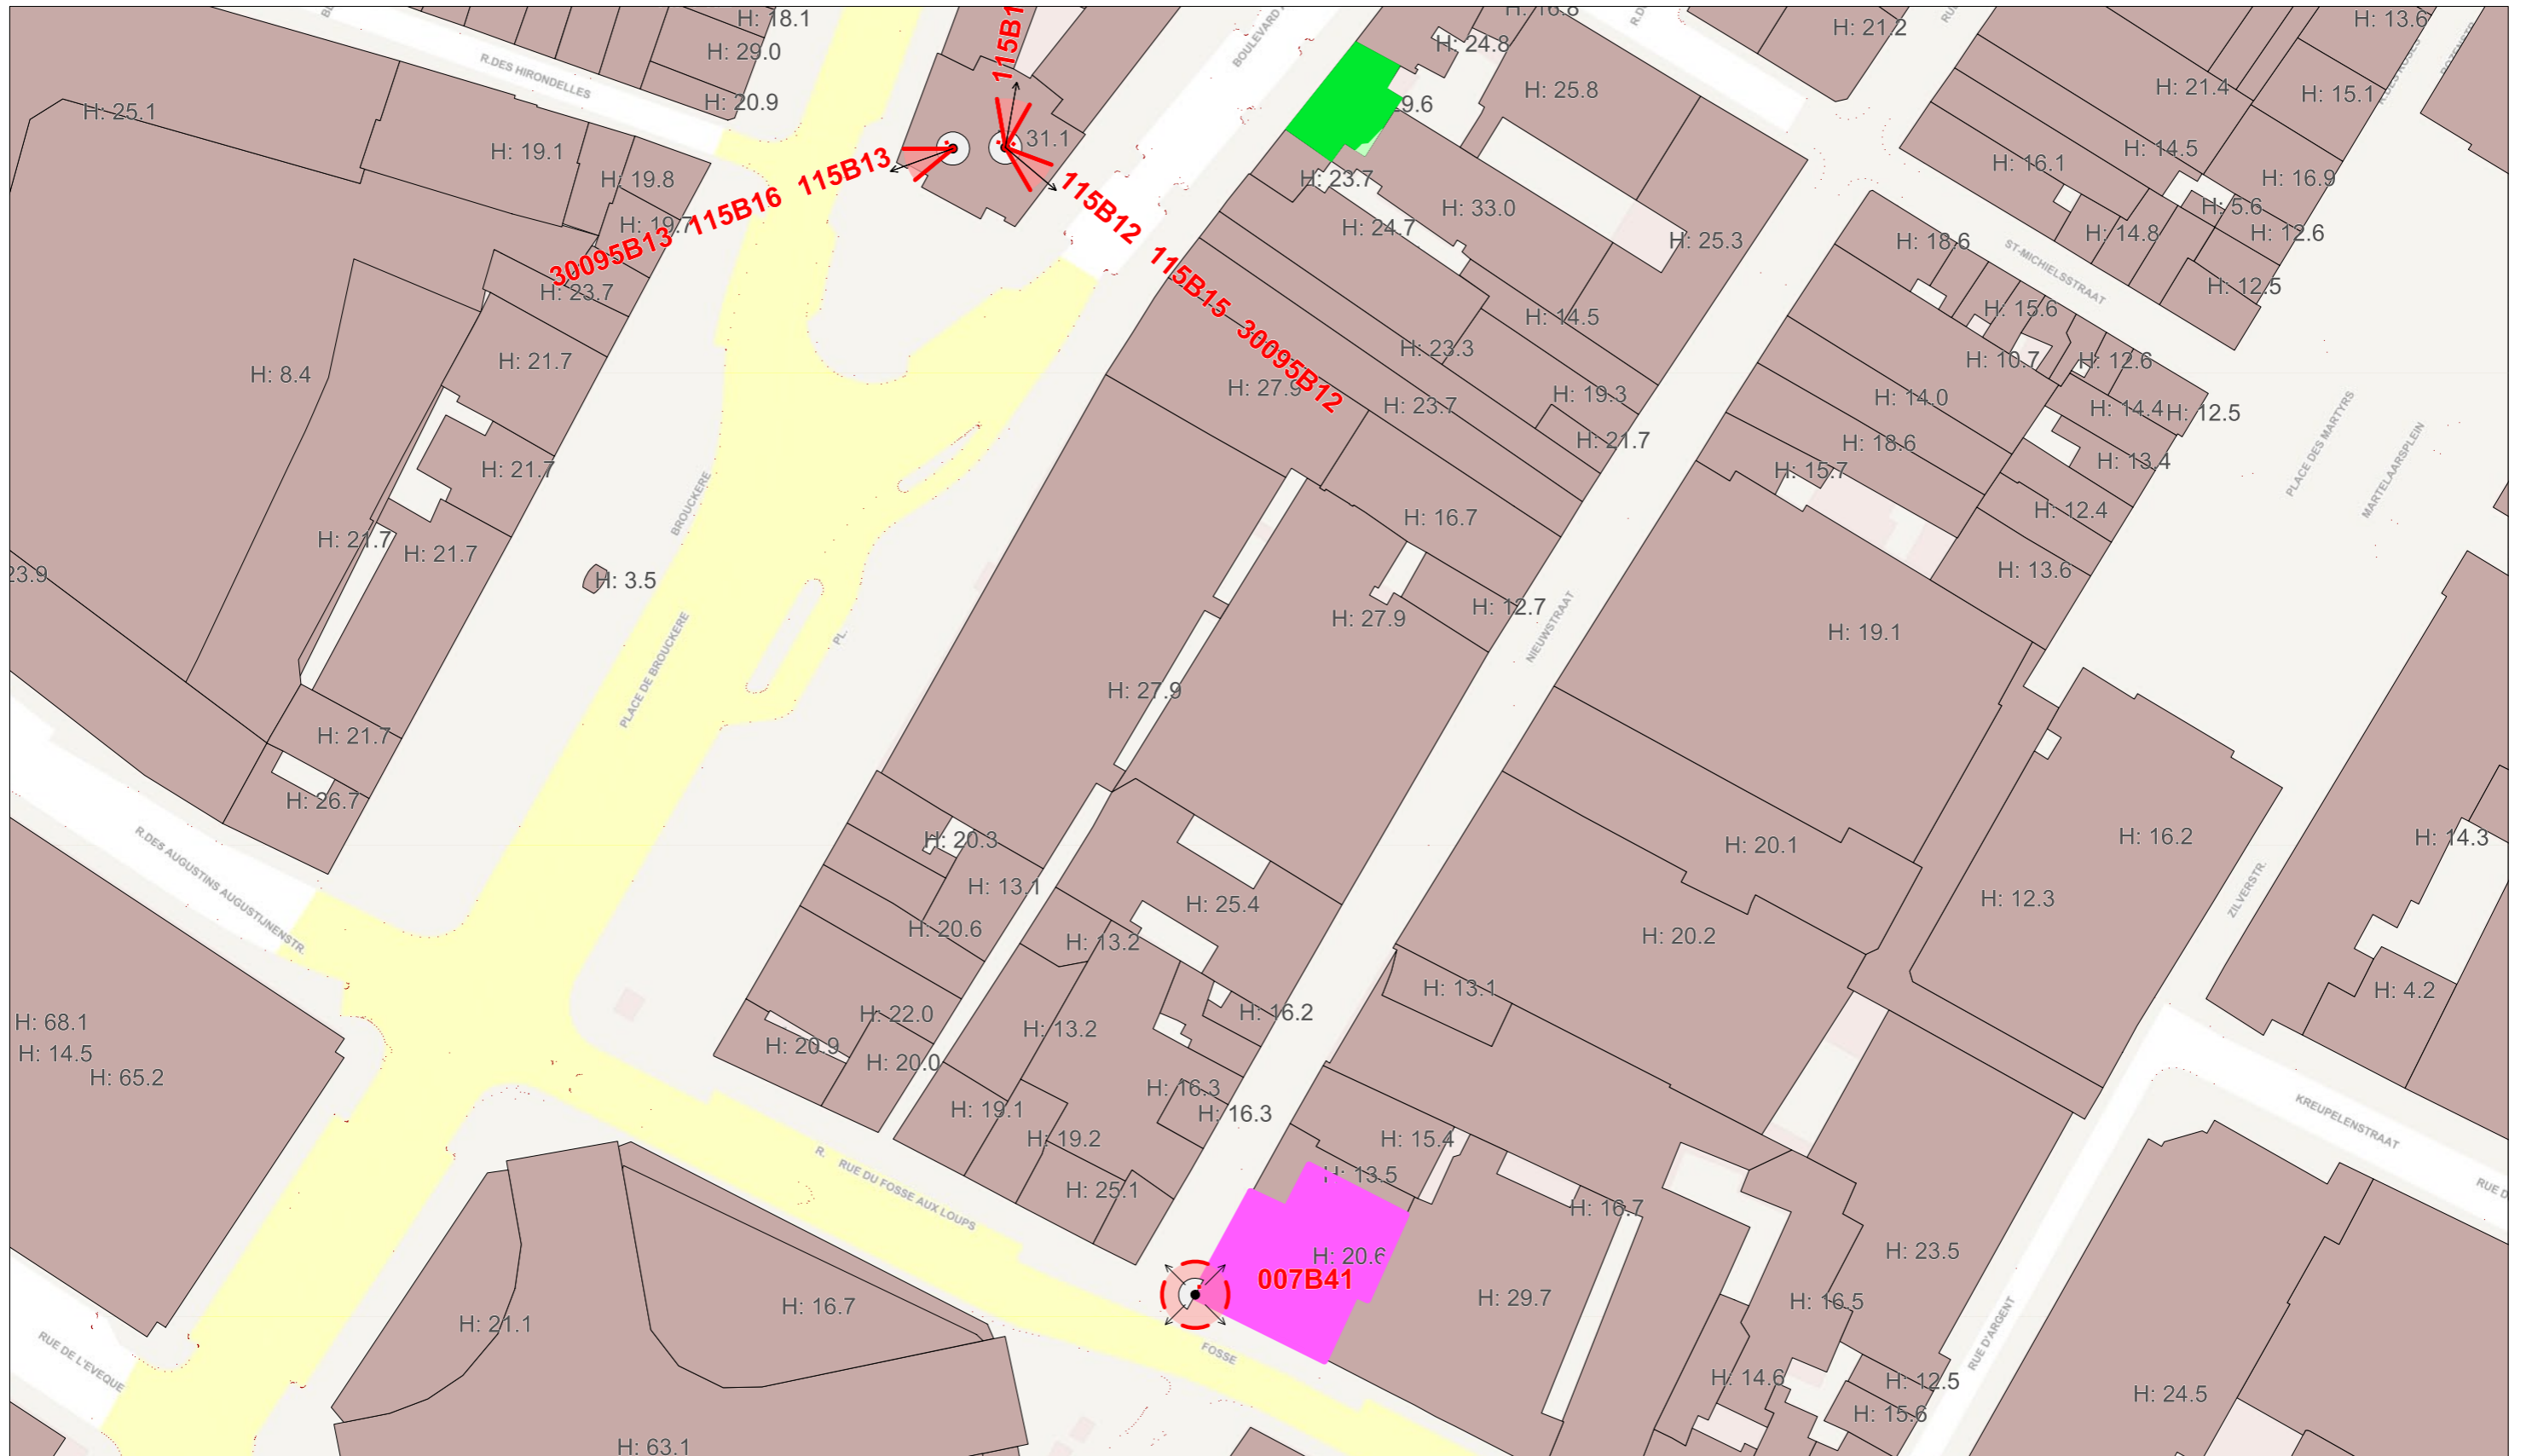 H: 18.1
H: 16.8
H: 13.6
H: 21.2
H: 29.0
R.DES HIRONDELLES
H: 24.8
H: 25.8
H: 21.4
H: 15.1
H: 20.9
H: 25.1
9.6
31.1
H: 19.1
H: 14.5
H: 16.1
H: 19.8
H: 23.7
H: 16.9
115B1
30095B13 115B16 115B13
115B12 115B15 30095B12
BOULEVARD
H: 33.0
H: 5.6
H: 19.7
H: 24.7
H: 25.3
H: 18.6
H: 14.8
H: 12.6
ST-MICHIELSSTRAAT
H: 23.7
H: 12.5
H: 15.6
H: 14.5
H: 21.7
H: 23.3
H: 10.7
H: 12.6
H: 8.4
H: 27.9
H: 23.7
H: 19.3
H: 14.0
H: 14.4
H: 12.5
H: 21.7
H: 18.6
PLACE DES MARTYRS
MARTELAARSPLEIN
H: 21.7
H: 15.7
H: 13.4
BROUCKERE
H: 16.7
H: 12.4
H: 21.7
H: 21.7
23.9
H: 3.5
H: 13.6
H: 12.7
H: 27.9
NIEUWSTRAAT
H: 19.1
PL.
PLACE DE BROUCKERE
H: 27.9
H: 21.7
H: 26.7
H: 20.3
H: 20.1
H: 16.2
H: 14.3
R.DES AUGUSTINS AUGUSTIJNENSTR.
H: 13.1
H: 25.4
H: 12.3
ZILVERSTR.
H: 20.6
H: 13.2
H: 20.2
H: 13.1
H: 4.2
H: 68.1
H: 22.0
H: 16.2
H: 14.5
H: 13.2
H: 20.9
H: 20.0
H: 65.2
H: 16.3
H: 19.1
H: 16.3
KREUPELENSTRAAT
H: 19.2
H: 15.4
R. RUE DU FOSSE AUX LOUPS
H: 13.5
H: 25.1
RUE D
H: 16.7
H: 20.6
H: 23.5
007B41
H: 29.7
H: 16.5
H: 16.7
H: 21.1
RUE D'ARGENT
FOSSE
RUE DE L'EVEQUE
H: 14.6
H: 12.5
H: 24.5
H: 15.6
H: 63.1